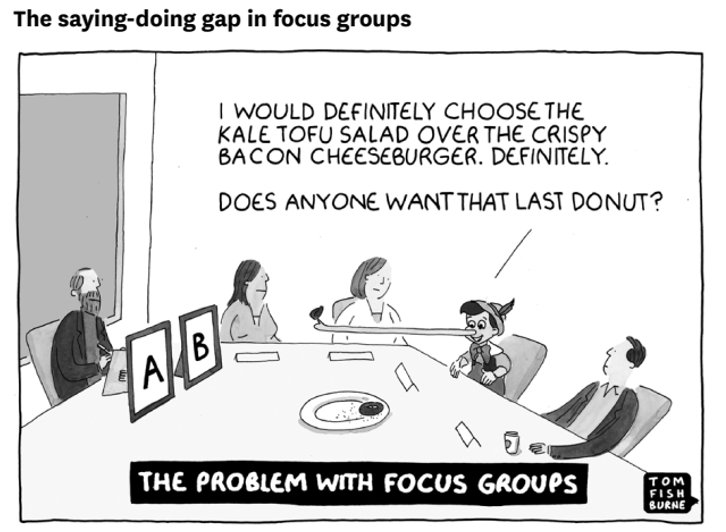 The saying-doing gap in focus groups
I WOULD DEFINITELY CHOOSE THE
KALE TOFU SALAD OVER THE CRISPY
BACON CHEESEBURGER. DEFINITELY.
DOES ANYONE WANT THAT LAST DONUT?
A
B
THE PROBLEM WITH FOCUS GROUPS
TOM
FISH
BURNE